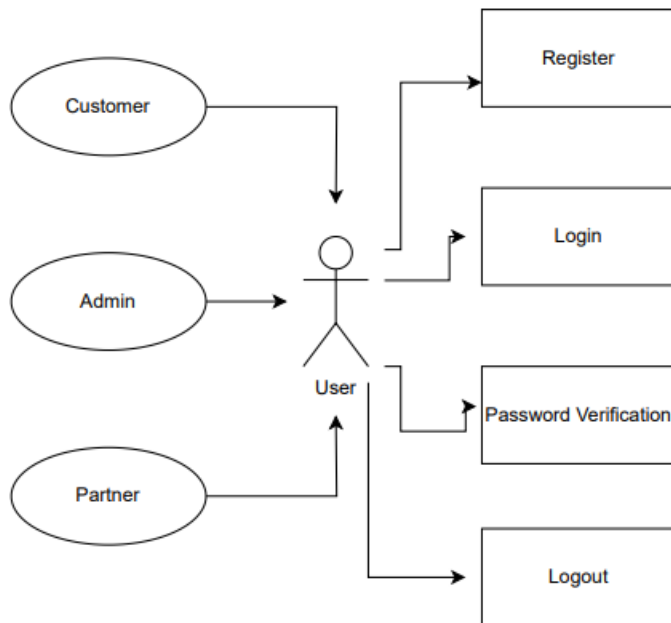 Register
Customer
Login
Admin
User
Password Verification
Partner
Logout